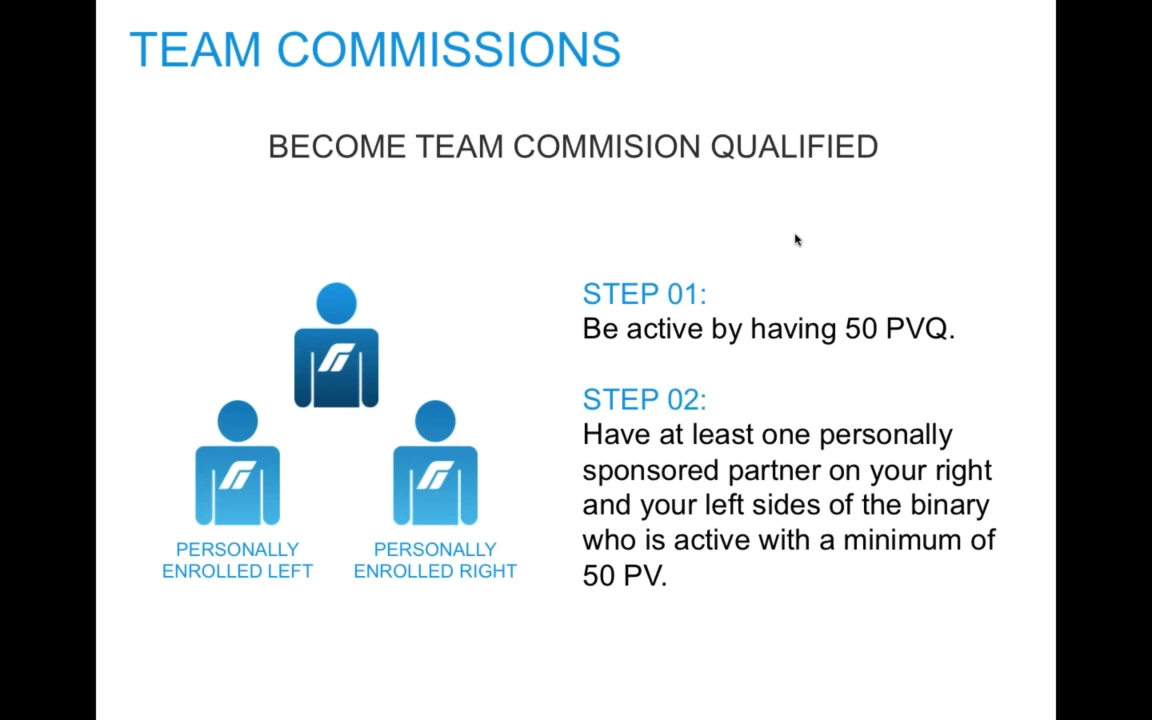 TEAM COMMISSIONS
BECOME TEAM COMMISION QUALIFIED
STEP 01:
Be active by having 50 PVQ.
STEP 02:
Have at least one personally
sponsored partner on your right
and your left sides of the binary
who is active with a minimum of
50 PV.
PERSONALLY
ENROLLED LEFT
PERSONALLY
ENROLLED RIGHT